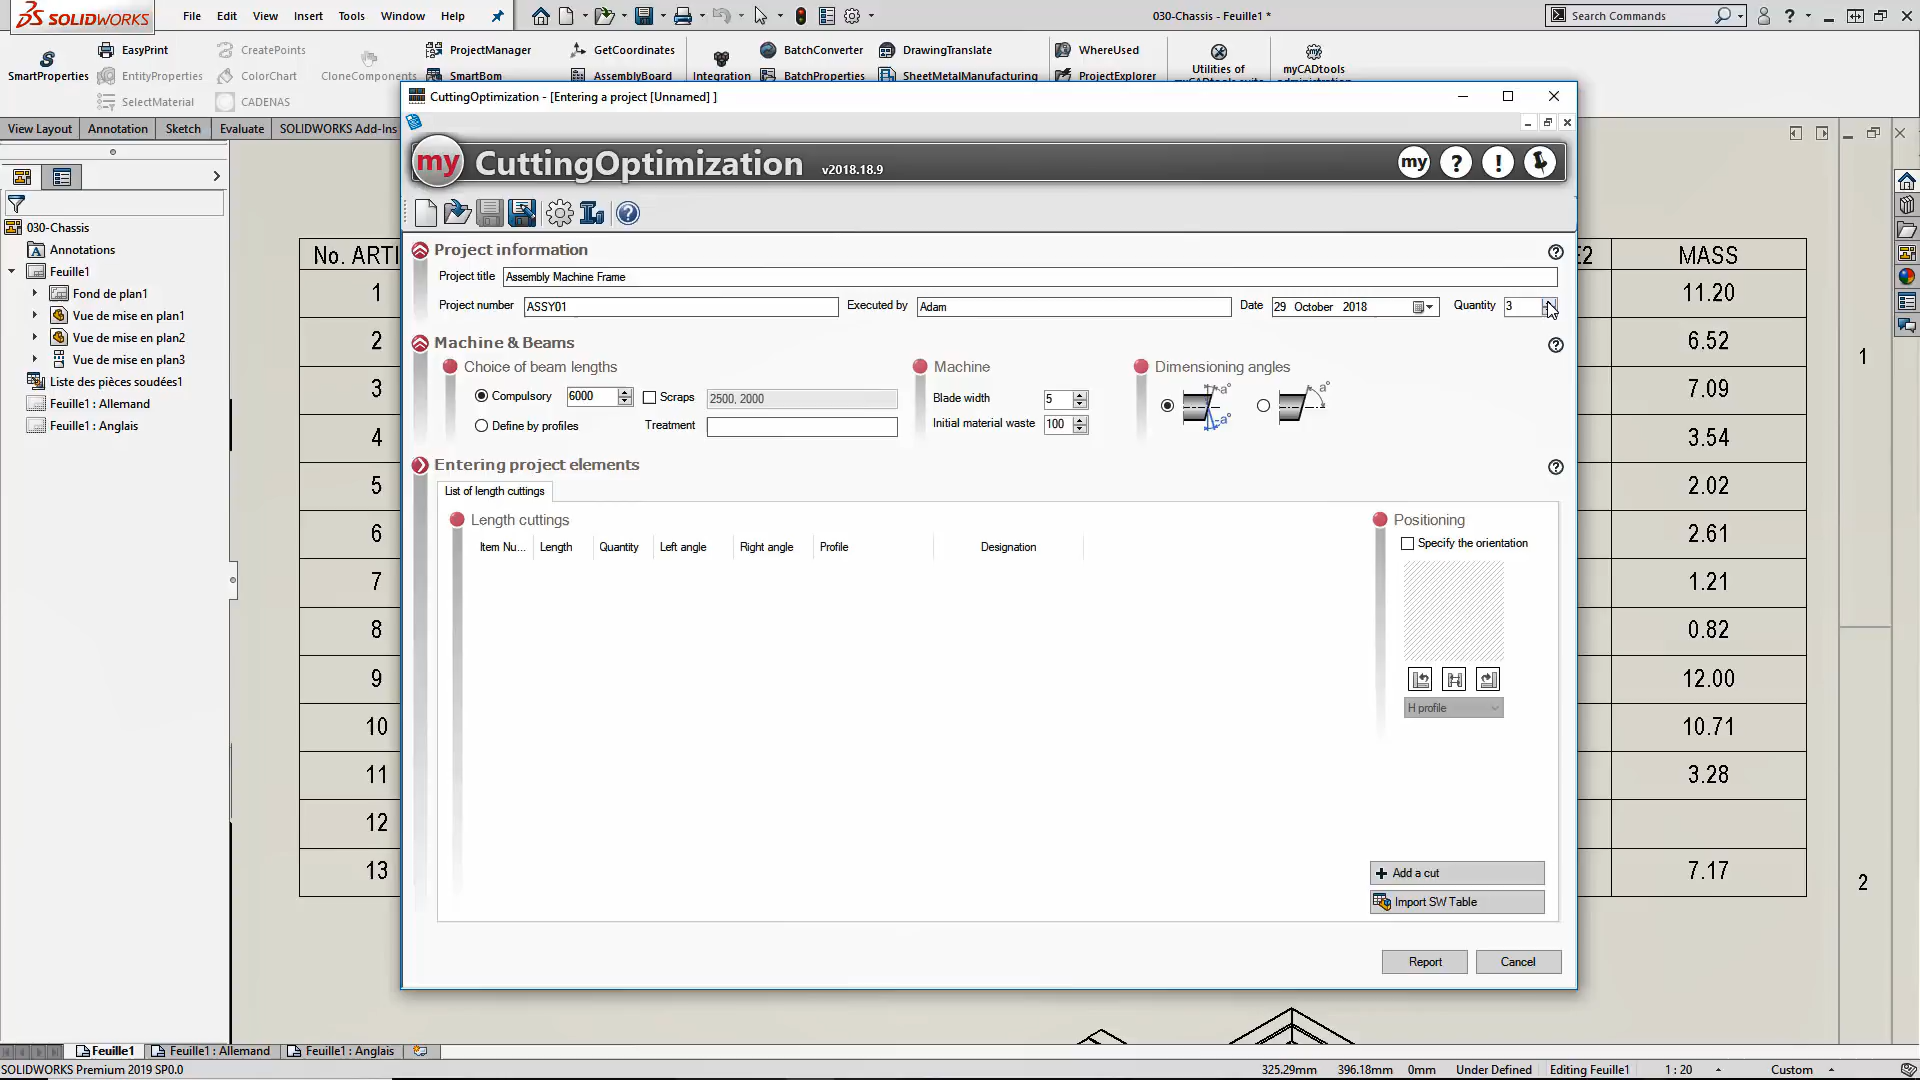 SOLIDWORKS File Edit View Insert Tools Window Help 030-Chassis - Feuille1 * Search Commands ?
SmartProperties EasyPrint EntityProperties SelectMaterial CreatePoints ColorChart CADENAS CloneComponents ProjectManager SmartBom GetCoordinates AssemblyBoard Integration BatchConverter BatchProperties DrawingTranslate SheetMetalManufacturing WhereUsed ProjectExplorer Utilities of my myCADtools
View Layout Annotation Sketch Evaluate SOLIDWORKS Add-Ins
030-Chassis
Annotations
Feuille1
Fond de plan1
Vue de mise en plan1
Vue de mise en plan2
Vue de mise en plan3
Liste des pièces soudées1
Feuille1 : Allemand
Feuille1 : Anglais
CuttingOptimization - [Entering a project [Unnamed] ]
my CuttingOptimization v2018.18.9 my ? !
Project information
Project title Assembly Machine Frame
Project number ASSY01 Executed by Adam Date 29 October 2018 Quantity 3
Machine & Beams
Choice of beam lengths Machine Dimensioning angles
Compulsory 6000 Scraps 2500, 2000 Blade width 5 a° -a° a°
Define by profiles Treatment Initial material waste 100
Entering project elements
List of length cuttings
Length cuttings Positioning
Item Nu... Length Quantity Left angle Right angle Profile Designation
Specify the orientation
H profile
Add a cut
Import SW Table
Report Cancel
No. ARTI E2 MASS
1 11.20
2 6.52
3 7.09
4 3.54
5 2.02
6 2.61
7 1.21
8 0.82
9 12.00
10 10.71
11 3.28
12
13 7.17
1
2
Feuille1 Feuille1 : Allemand Feuille1 : Anglais
SOLIDWORKS Premium 2019 SP0.0 325.29mm 396.18mm 0mm Under Defined Editing Feuille1 1 : 20 Custom